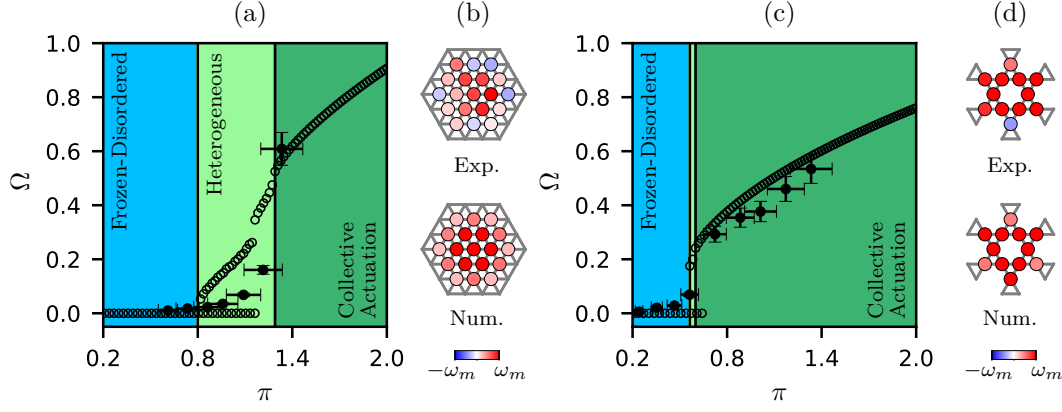 (a)
(b)
(c)
(d)
1.0
0.8
0.6
0.4
0.2
0.0
Ω
Frozen-Disordered
Heterogeneous
Collective
Actuation
0.2
0.8
1.4
2.0
π
Exp.
Num.
−ω_m
ω_m
1.0
0.8
0.6
0.4
0.2
0.0
Ω
Frozen-Disordered
Collective
Actuation
0.2
0.8
1.4
2.0
π
Exp.
Num.
−ω_m
ω_m